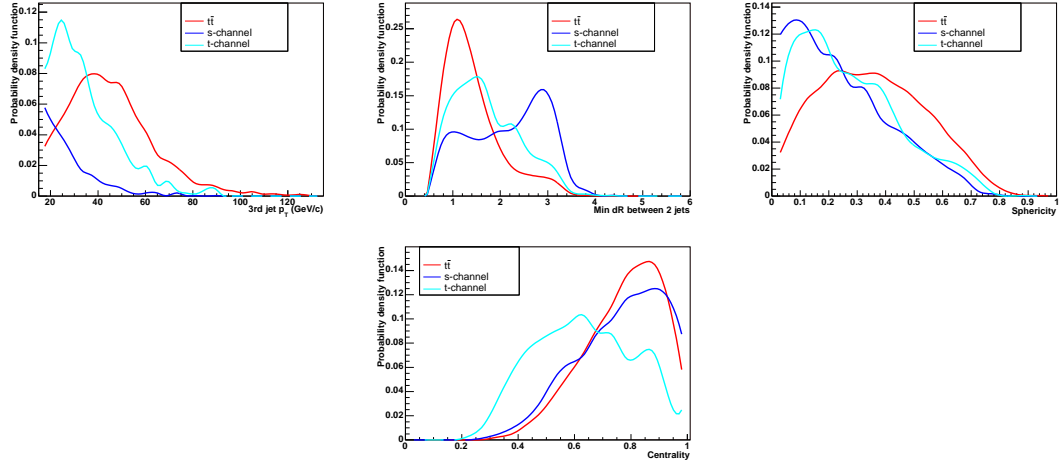 Probability density function
0.12
0.1
0.08
0.06
0.04
0.02
0
20 40 60 80 100 120
3rd jet p_T (GeV/c)
tt̄
s-channel
t-channel
Probability density function
0.25
0.2
0.15
0.1
0.05
0
0 1 2 3 4 5 6
Min dR between 2 jets
tt̄
s-channel
t-channel
Probability density function
0.14
0.12
0.1
0.08
0.06
0.04
0.02
0
0 0.1 0.2 0.3 0.4 0.5 0.6 0.7 0.8 0.9 1
Sphericity
tt̄
s-channel
t-channel
Probability density function
0.14
0.12
0.1
0.08
0.06
0.04
0.02
0
0 0.2 0.4 0.6 0.8 1
Centrality
tt̄
s-channel
t-channel